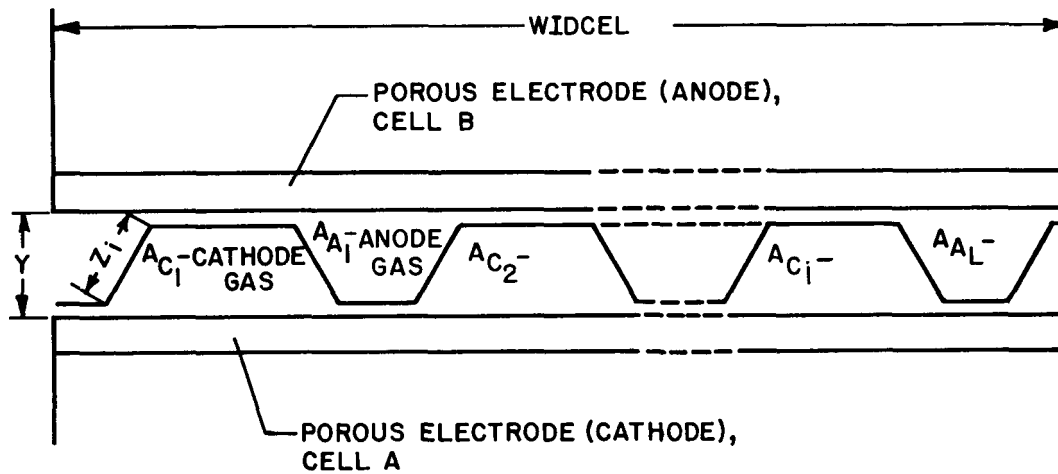 WIDCEL
POROUS ELECTRODE (ANODE),
CELL B
Y
Zi
AC1-CATHODE
GAS
AA1-ANODE
GAS
AC2-
ACi-
AAL-
POROUS ELECTRODE (CATHODE),
CELL A